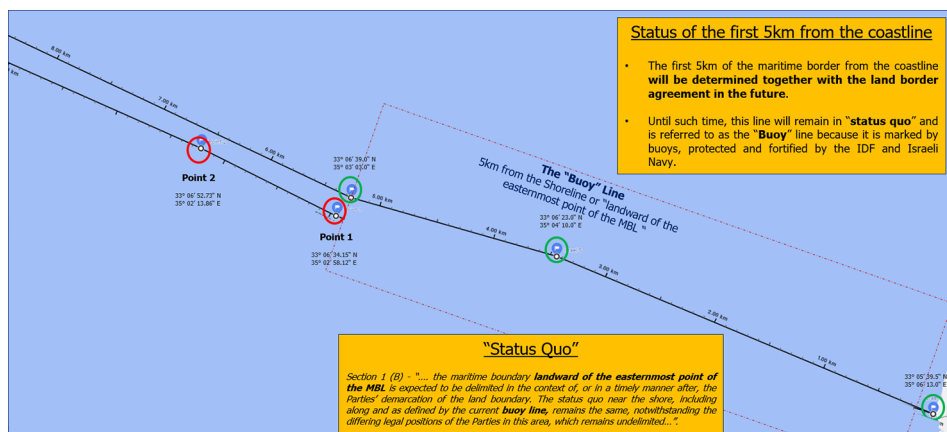 Status of the first 5km from the coastline
• The first 5km of the maritime border from the coastline
will be determined together with the land border
agreement in the future.
• Until such time, this line will remain in “status quo” and
is referred to as the “Buoy” line because it is marked by
buoys, protected and fortified by the IDF and Israeli
Navy.
8.00 km
7.00 km
6.00 km
5.00 km
4.00 km
3.00 km
2.00 km
1.00 km
km
Point 2
33° 06' 52.73" N
35° 02' 13.86" E
33° 06' 39.0" N
35° 03' 03.0" E
Point 1
33° 06' 34.15" N
35° 02' 58.12" E
The “Buoy” Line
5km from the Shoreline or “landward of the
easternmost point of the MBL “
33° 06' 23.0" N
35° 04' 10.0" E
33° 05' 39.5" N
35° 06' 13.0" E
“Status Quo”
Section 1 (B) - “.... the maritime boundary landward of the easternmost point of
the MBL is expected to be delimited in the context of, or in a timely manner after, the
Parties’ demarcation of the land boundary. The status quo near the shore, including
along and as defined by the current buoy line, remains the same, notwithstanding the
differing legal positions of the Parties in this area, which remains undelimited...”.